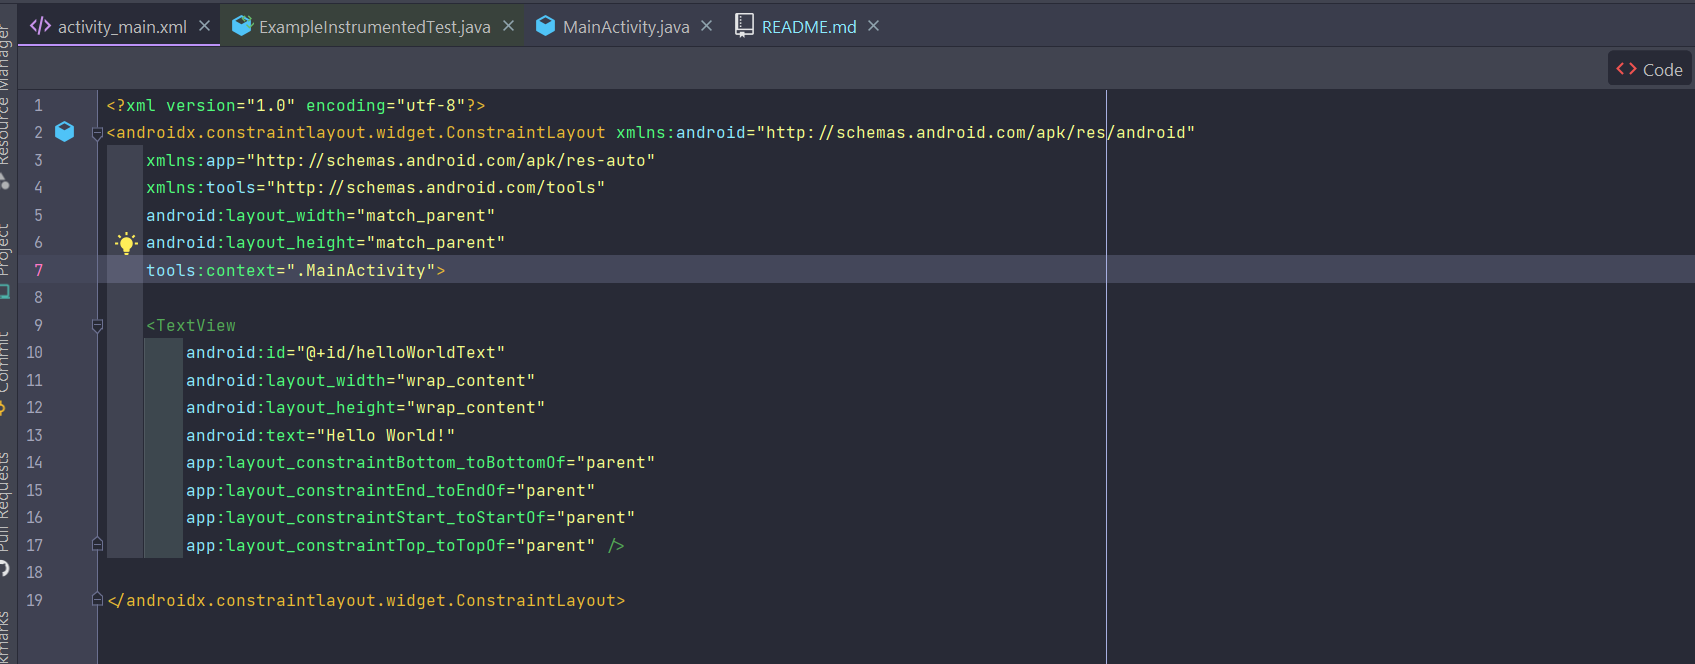 activity_main.xml ExampleInstrumentedTest.java MainActivity.java README.md
Code
1 <?xml version="1.0" encoding="utf-8"?>
2 <androidx.constraintlayout.widget.ConstraintLayout xmlns:android="http://schemas.android.com/apk/res/android"
3 xmlns:app="http://schemas.android.com/apk/res-auto"
4 xmlns:tools="http://schemas.android.com/tools"
5 android:layout_width="match_parent"
6 android:layout_height="match_parent"
7 tools:context=".MainActivity">
8
9 <TextView
10 android:id="@+id/helloWorldText"
11 android:layout_width="wrap_content"
12 android:layout_height="wrap_content"
13 android:text="Hello World!"
14 app:layout_constraintBottom_toBottomOf="parent"
15 app:layout_constraintEnd_toEndOf="parent"
16 app:layout_constraintStart_toStartOf="parent"
17 app:layout_constraintTop_toTopOf="parent" />
18
19 </androidx.constraintlayout.widget.ConstraintLayout>
Resource Manager
Project
Commit
Pull Requests